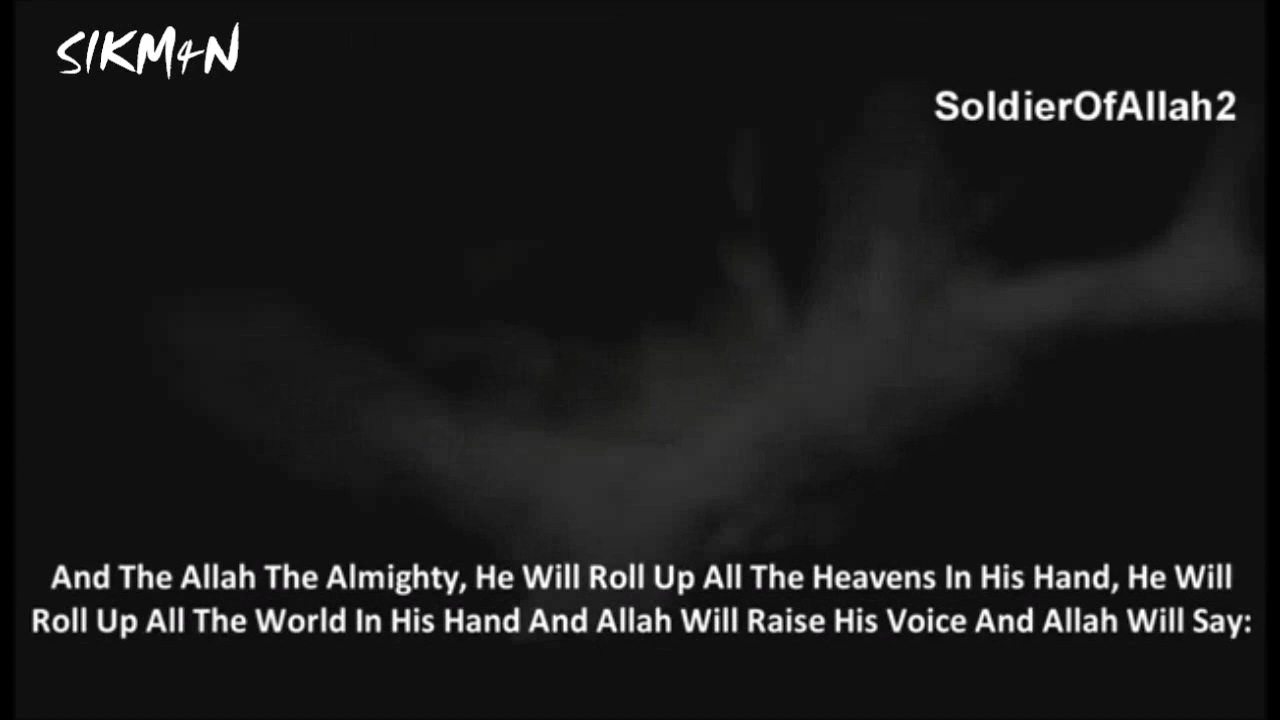 SIKM4N
SoldierOfAllah2
And The Allah The Almighty, He Will Roll Up All The Heavens In His Hand, He Will
Roll Up All The World In His Hand And Allah Will Raise His Voice And Allah Will Say: